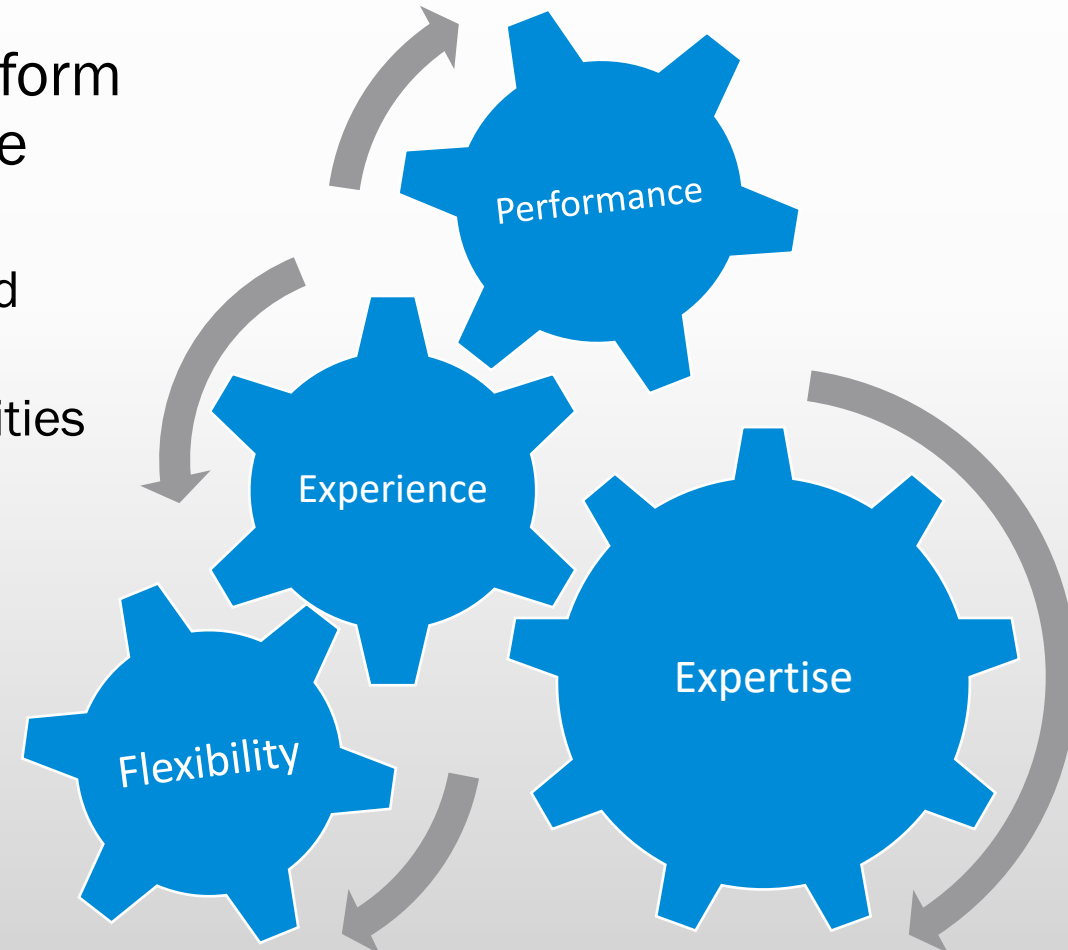 form
e
d
ities
Performance
Experience
Expertise
Flexibility